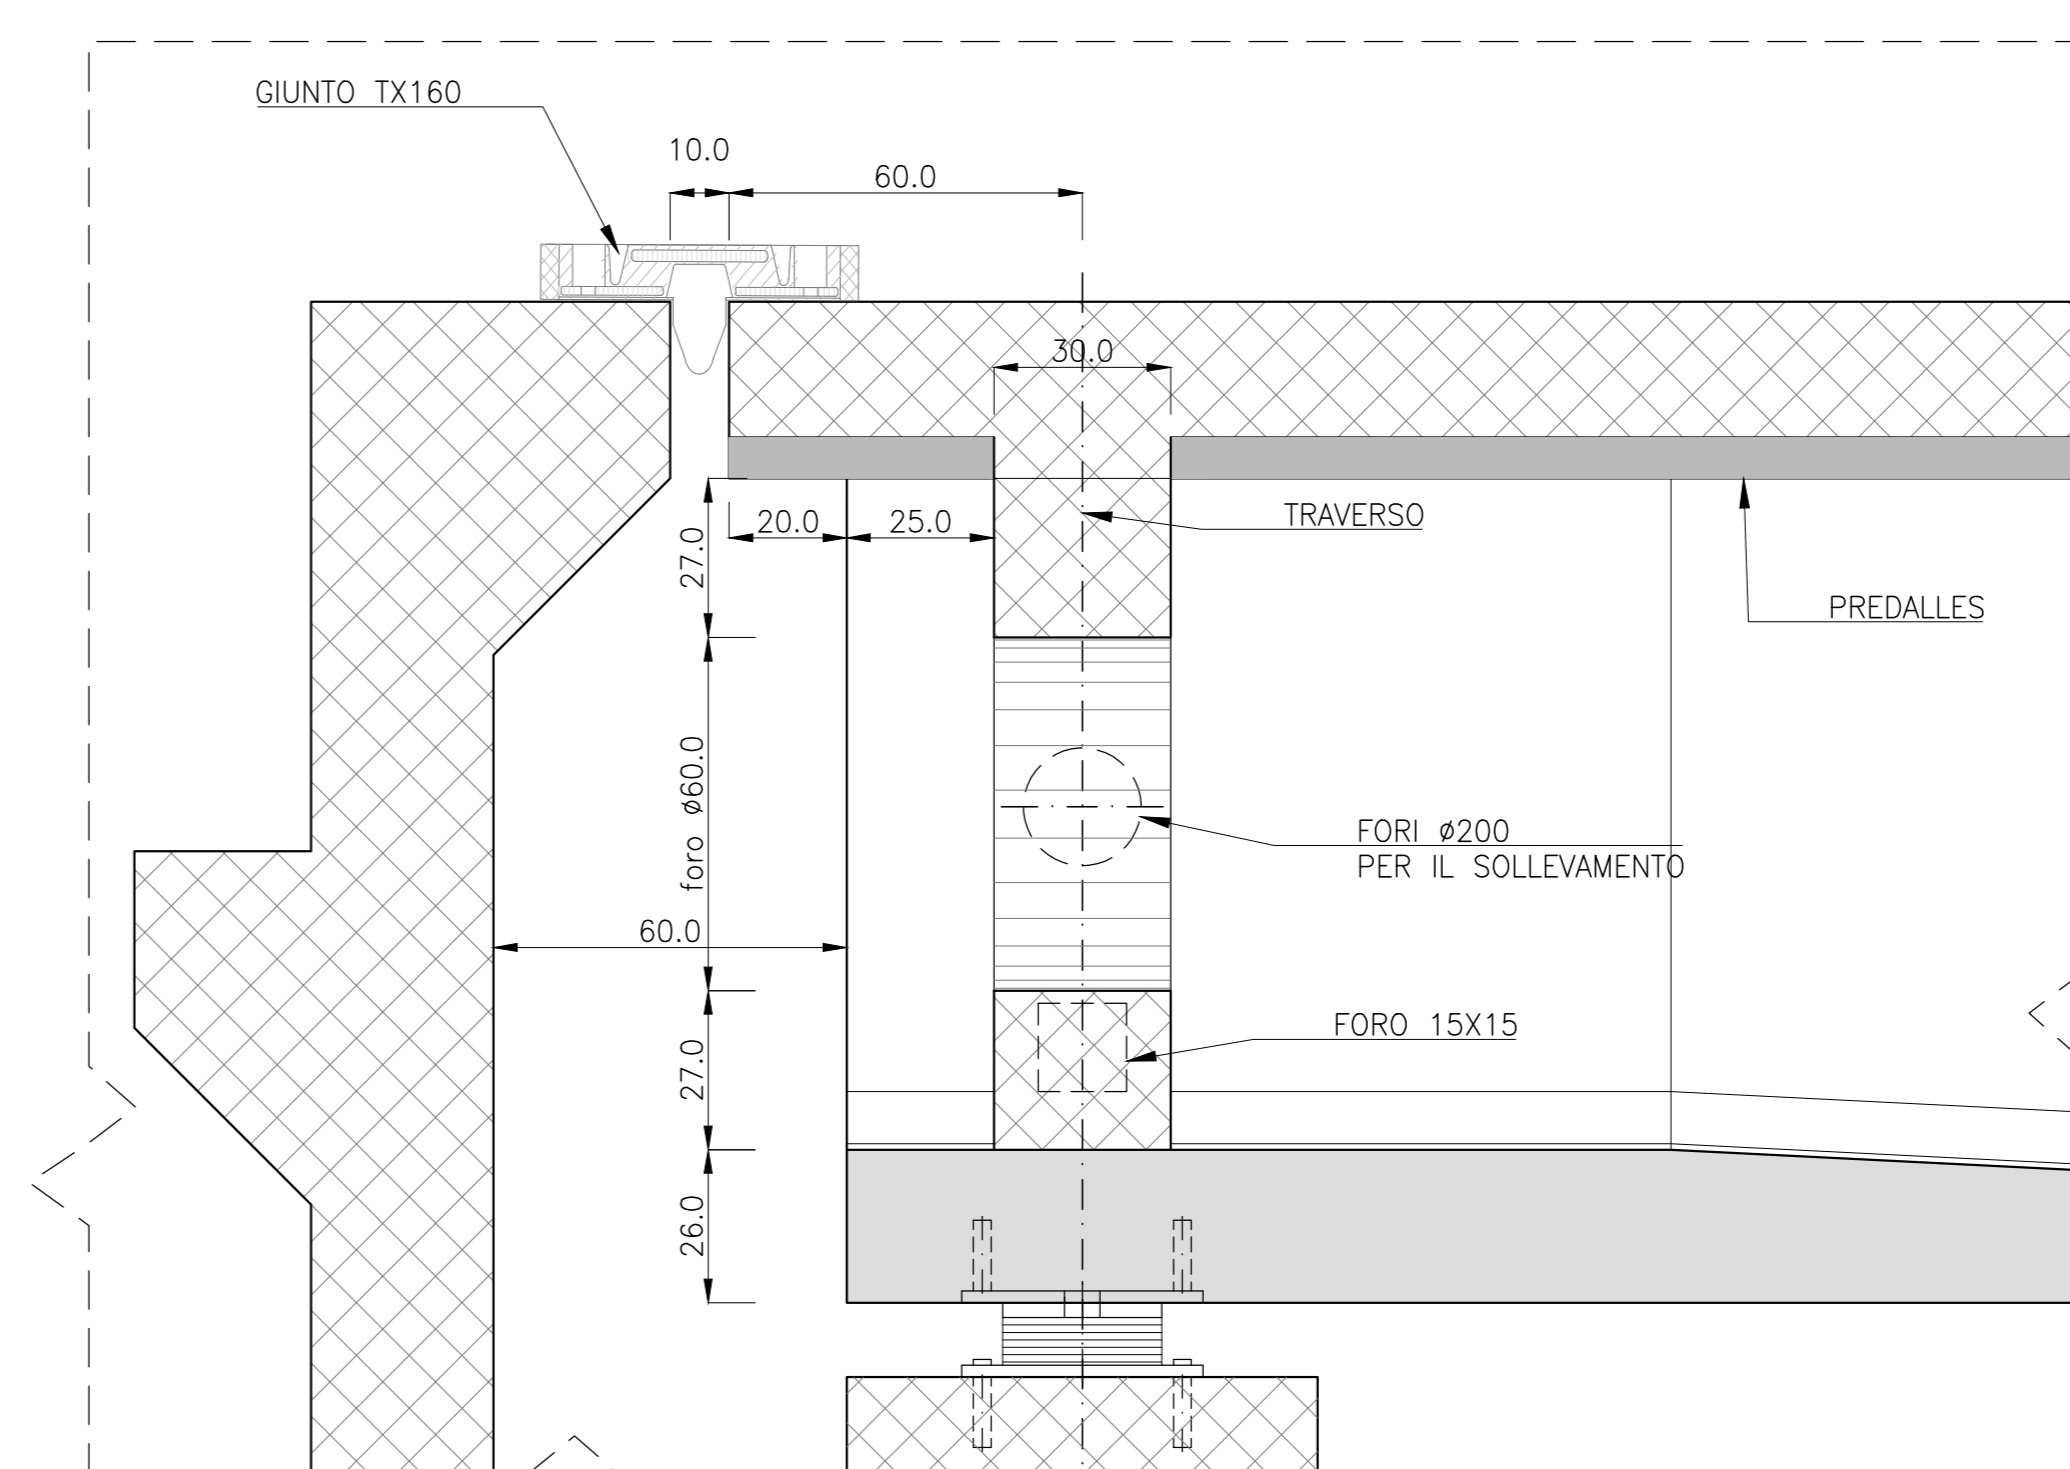 GIUNTO TX160
10.0
60.0
30.0
20.0
25.0
TRAVERSO
27.0
PREDALLES
foro ø60.0
FORI ø200
PER IL SOLLEVAMENTO
60.0
FORO 15X15
27.0
26.0